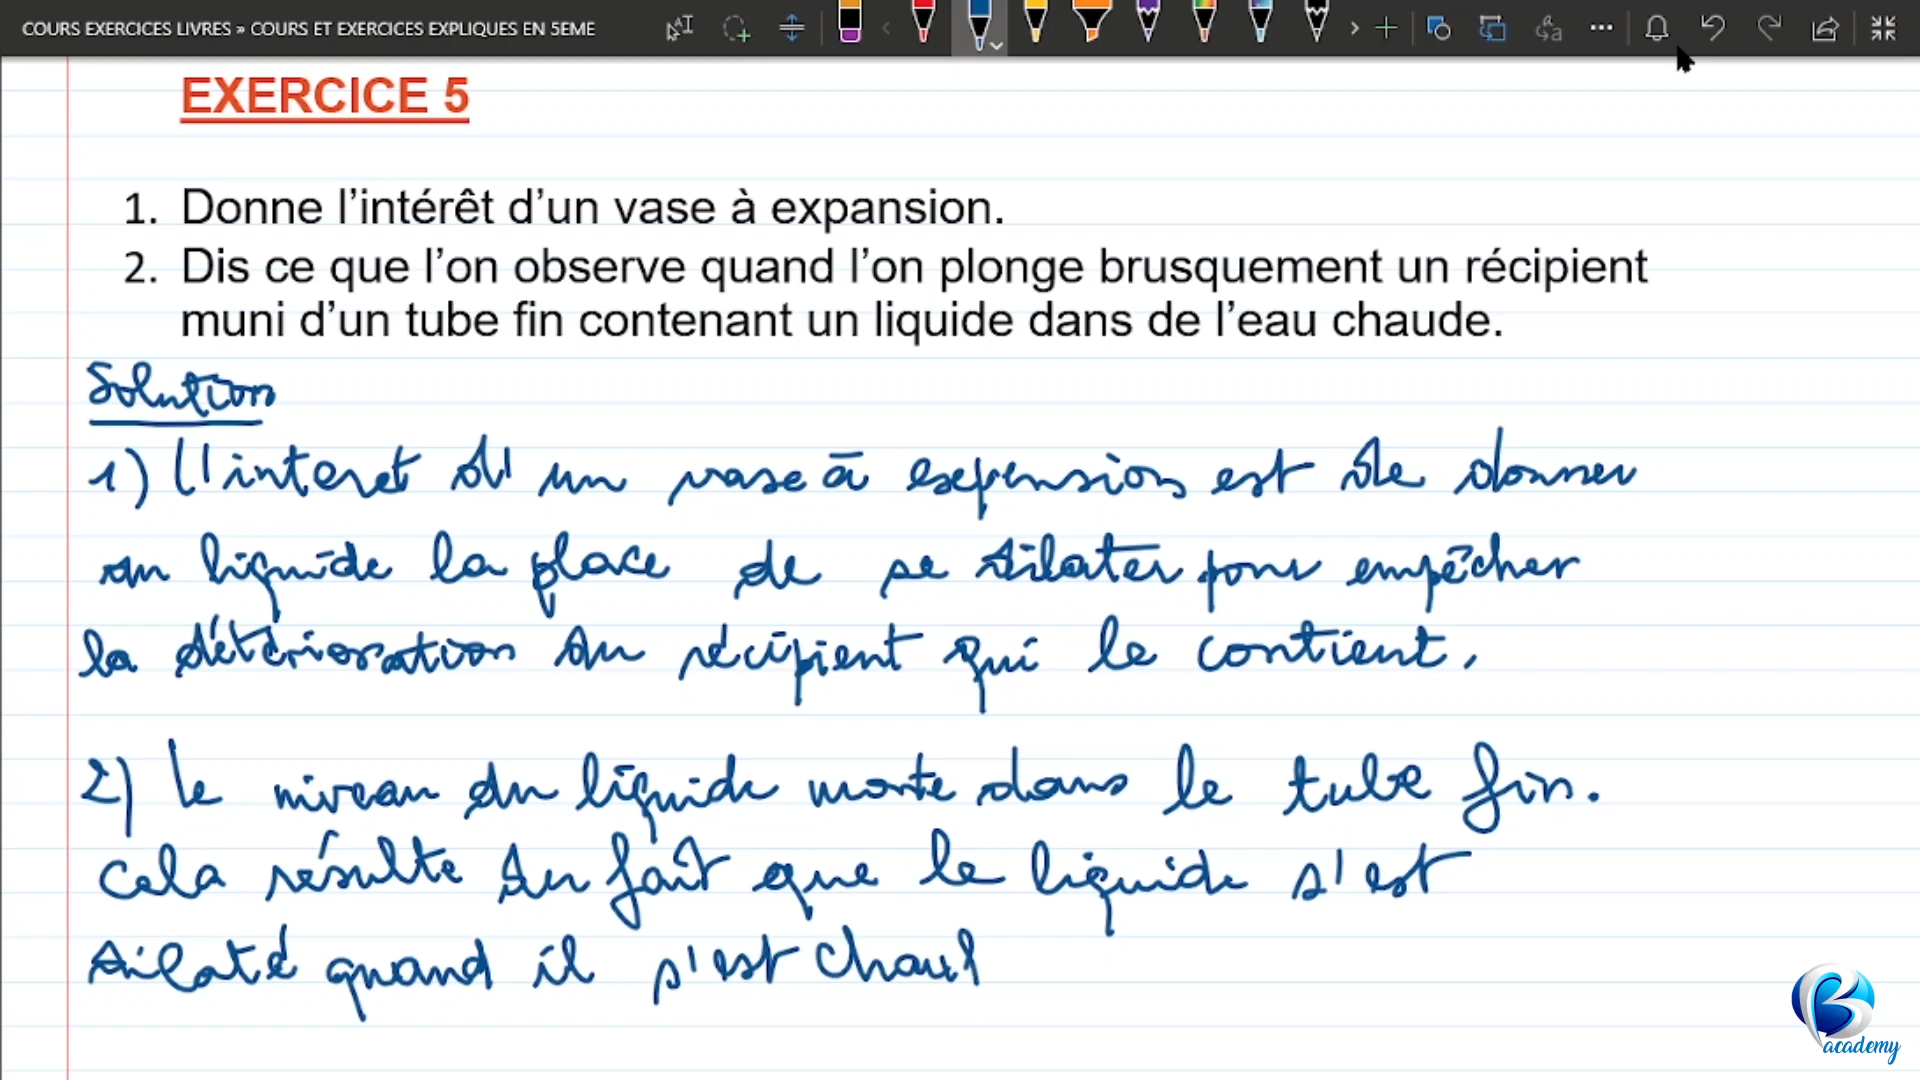 COURS EXERCICES LIVRES » COURS ET EXERCICES EXPLIQUES EN 5EME
EXERCICE 5
1. Donne l'intérêt d'un vase à expansion.
2. Dis ce que l'on observe quand l'on plonge brusquement un récipient
muni d'un tube fin contenant un liquide dans de l'eau chaude.
Solution
1) l'interet d'un vase à expension est de donner
au liquide la place de se dilater pour empêcher
la détérioration du récipient qui le contient.
2) Le niveau du liquide monte dans le tube fin.
Cela résulte du fait que le liquide s'est
dilaté quand il s'est chauf
B academy